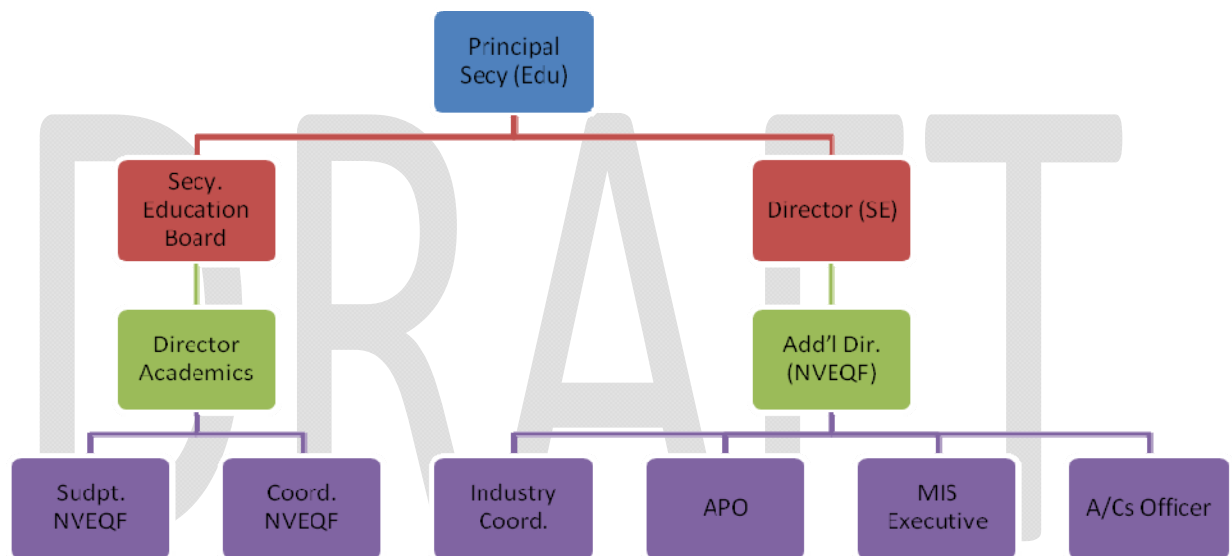 Principal
Secy (Edu)
Secy.
Education
Board
Director (SE)
Director
Academics
Add'l Dir.
(NVEQF)
Sudpt.
NVEQF
Coord.
NVEQF
Industry
Coord.
APO
MIS
Executive
A/Cs Officer
DRAFT